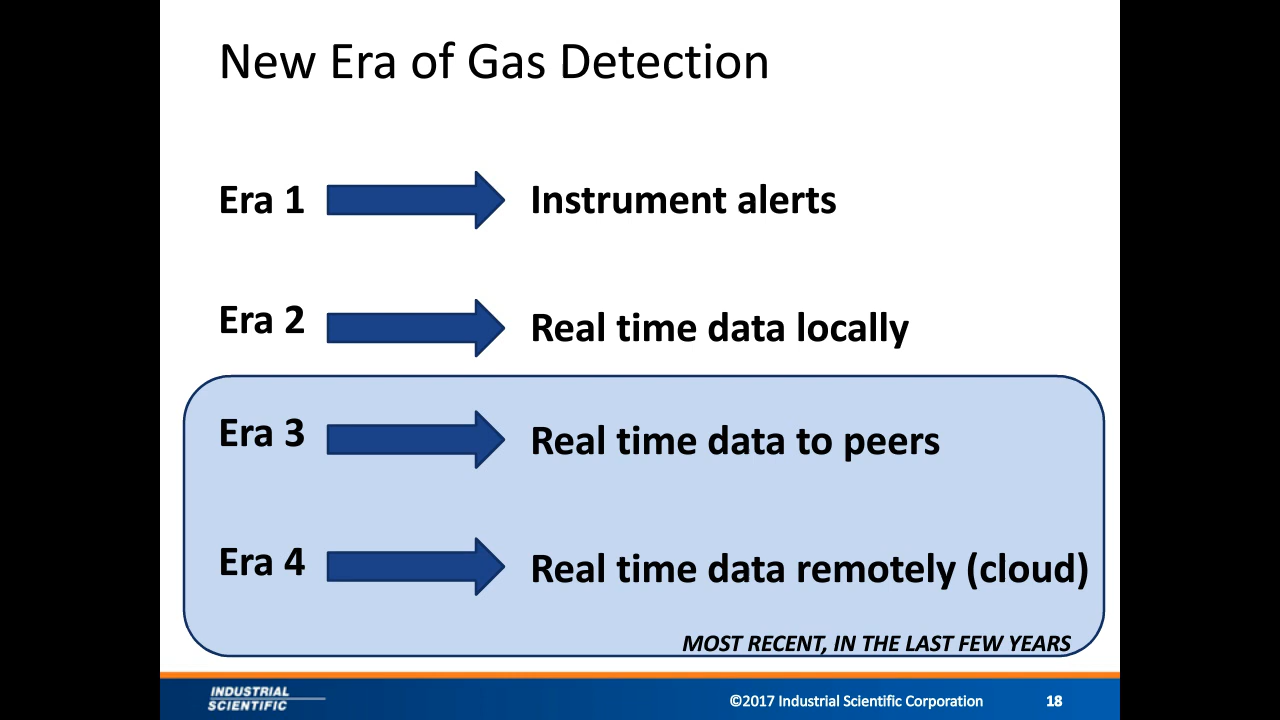 New Era of Gas Detection
Era 1 Instrument alerts
Era 2 Real time data locally
Era 3 Real time data to peers
Era 4 Real time data remotely (cloud)
MOST RECENT, IN THE LAST FEW YEARS
INDUSTRIAL
SCIENTIFIC
©2017 Industrial Scientific Corporation 18